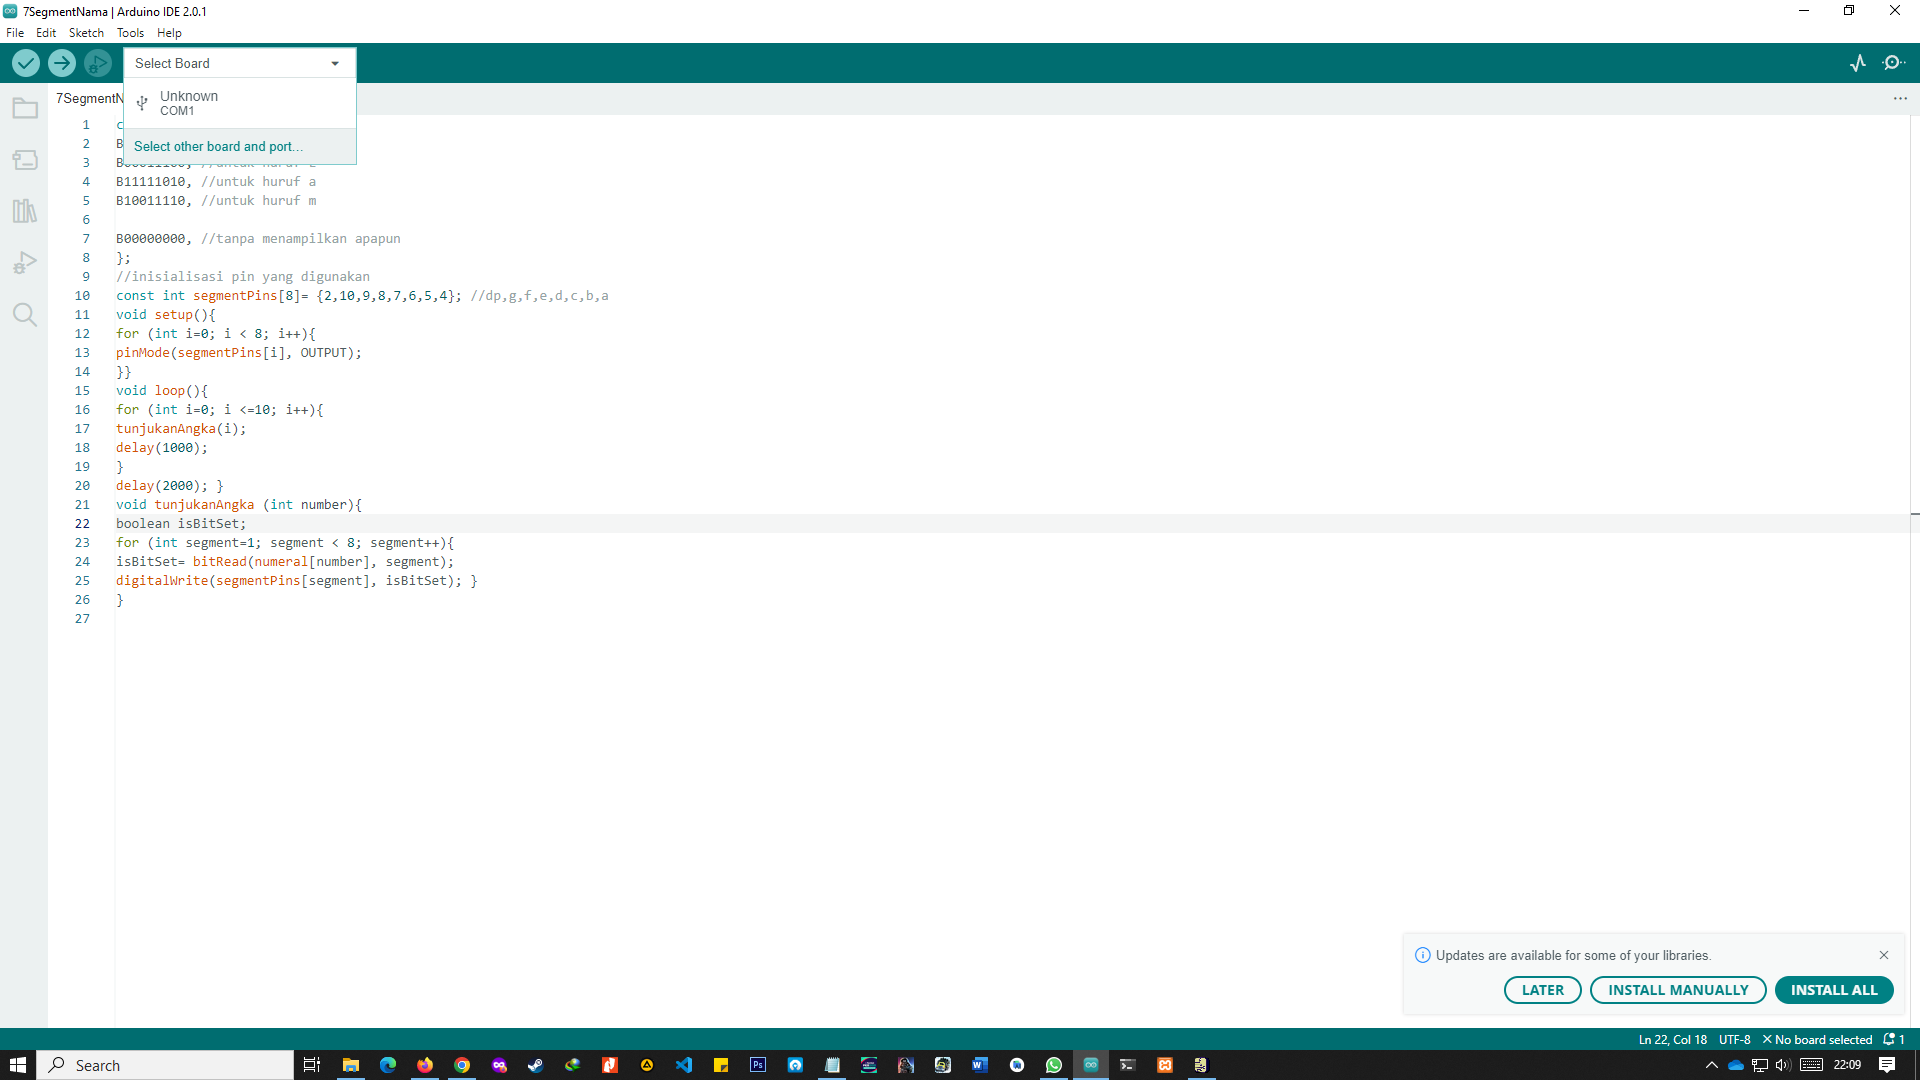 7SegmentNama | Arduino IDE 2.0.1
File Edit Sketch Tools Help
Select Board
Unknown
COM1
Select other board and port...
7SegmentN
1 c
2 B
3
4 B11111010, //untuk huruf a
5 B10011110, //untuk huruf m
6
7 B00000000, //tanpa menampilkan apapun
8 };
9 //inisialisasi pin yang digunakan
10 const int segmentPins[8]= {2,10,9,8,7,6,5,4}; //dp,g,f,e,d,c,b,a
11 void setup(){
12 for (int i=0; i < 8; i++){
13 pinMode(segmentPins[i], OUTPUT);
14 }}
15 void loop(){
16 for (int i=0; i <=10; i++){
17 tunjukanAngka(i);
18 delay(1000);
19 }
20 delay(2000); }
21 void tunjukanAngka (int number){
22 boolean isBitSet;
23 for (int segment=1; segment < 8; segment++){
24 isBitSet= bitRead(numeral[number], segment);
25 digitalWrite(segmentPins[segment], isBitSet); }
26 }
27
Updates are available for some of your libraries.
LATER INSTALL MANUALLY INSTALL ALL
Ln 22, Col 18 UTF-8 No board selected 1
Search
Ps
22:09